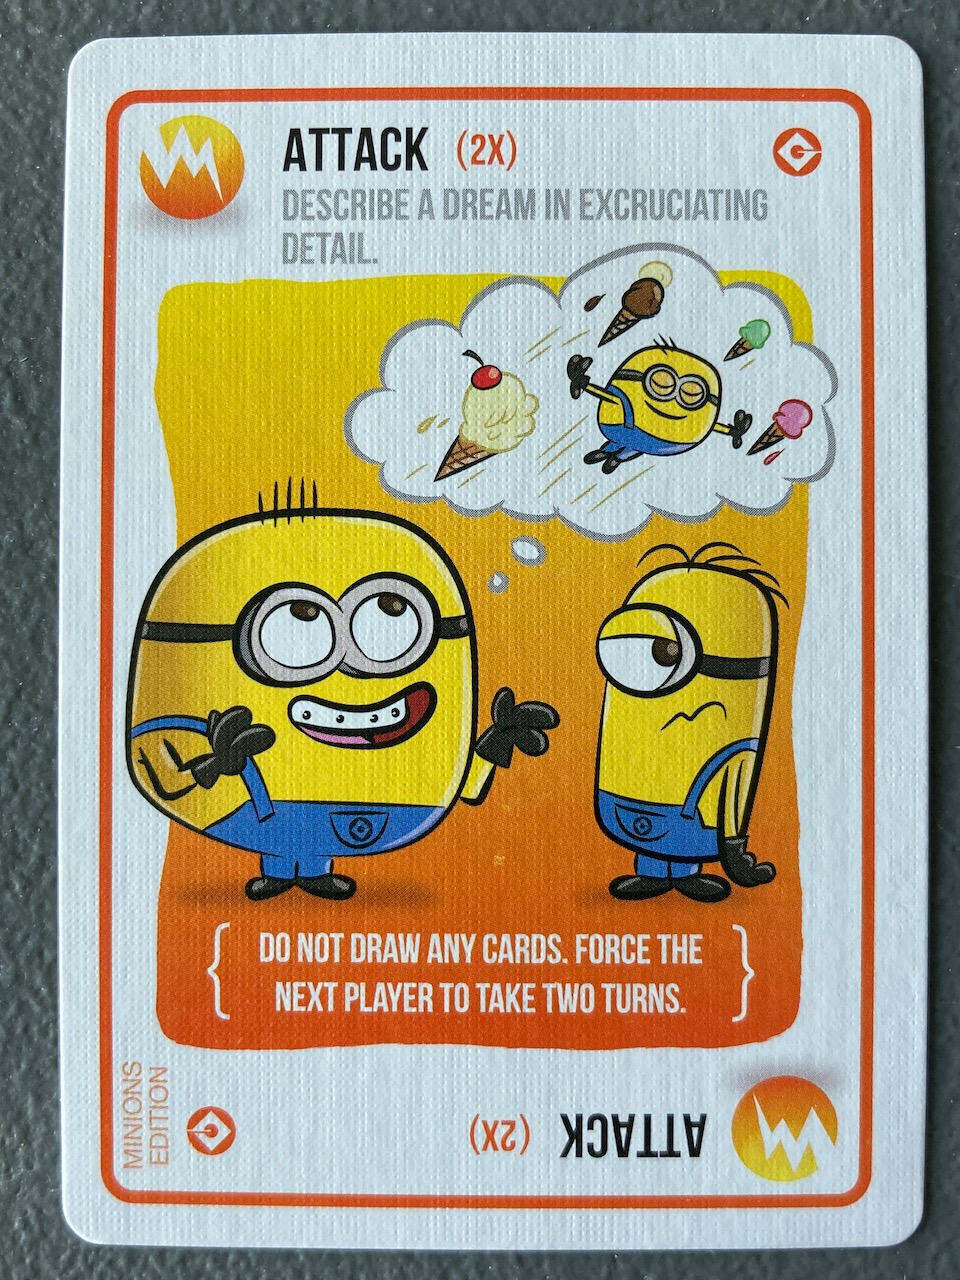 ATTACK (2X)
DESCRIBE A DREAM IN EXCRUCIATING
DETAIL.
DO NOT DRAW ANY CARDS. FORCE THE
NEXT PLAYER TO TAKE TWO TURNS.
MINIONS
EDITION
ATTACK (2X)